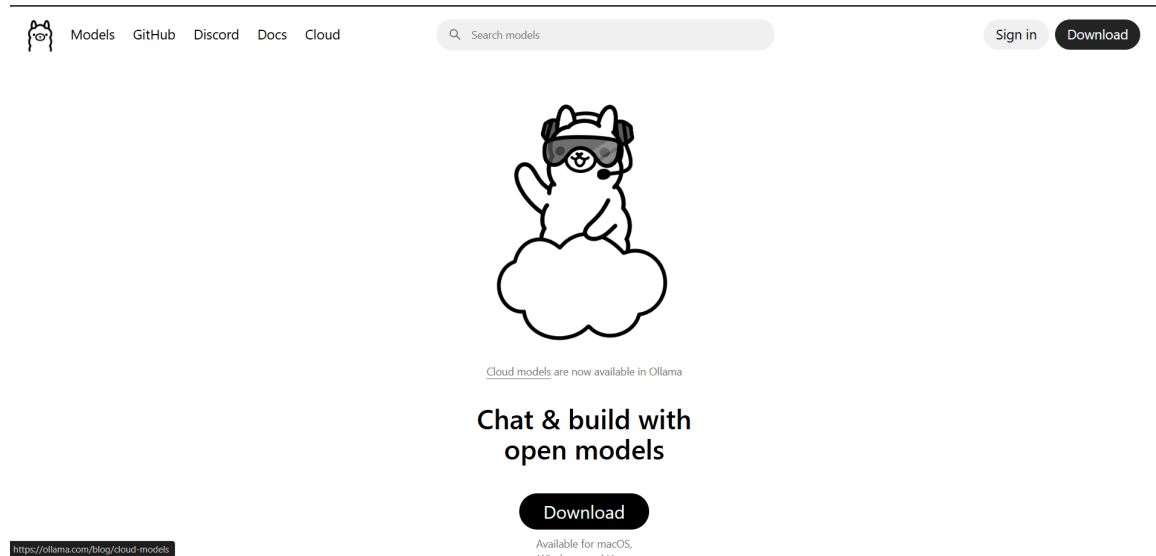 Models GitHub Discord Docs Cloud Search models Sign in Download
Cloud models are now available in Ollama
Chat & build with
open models
Download
Available for macOS,
https://ollama.com/blog/cloud-models